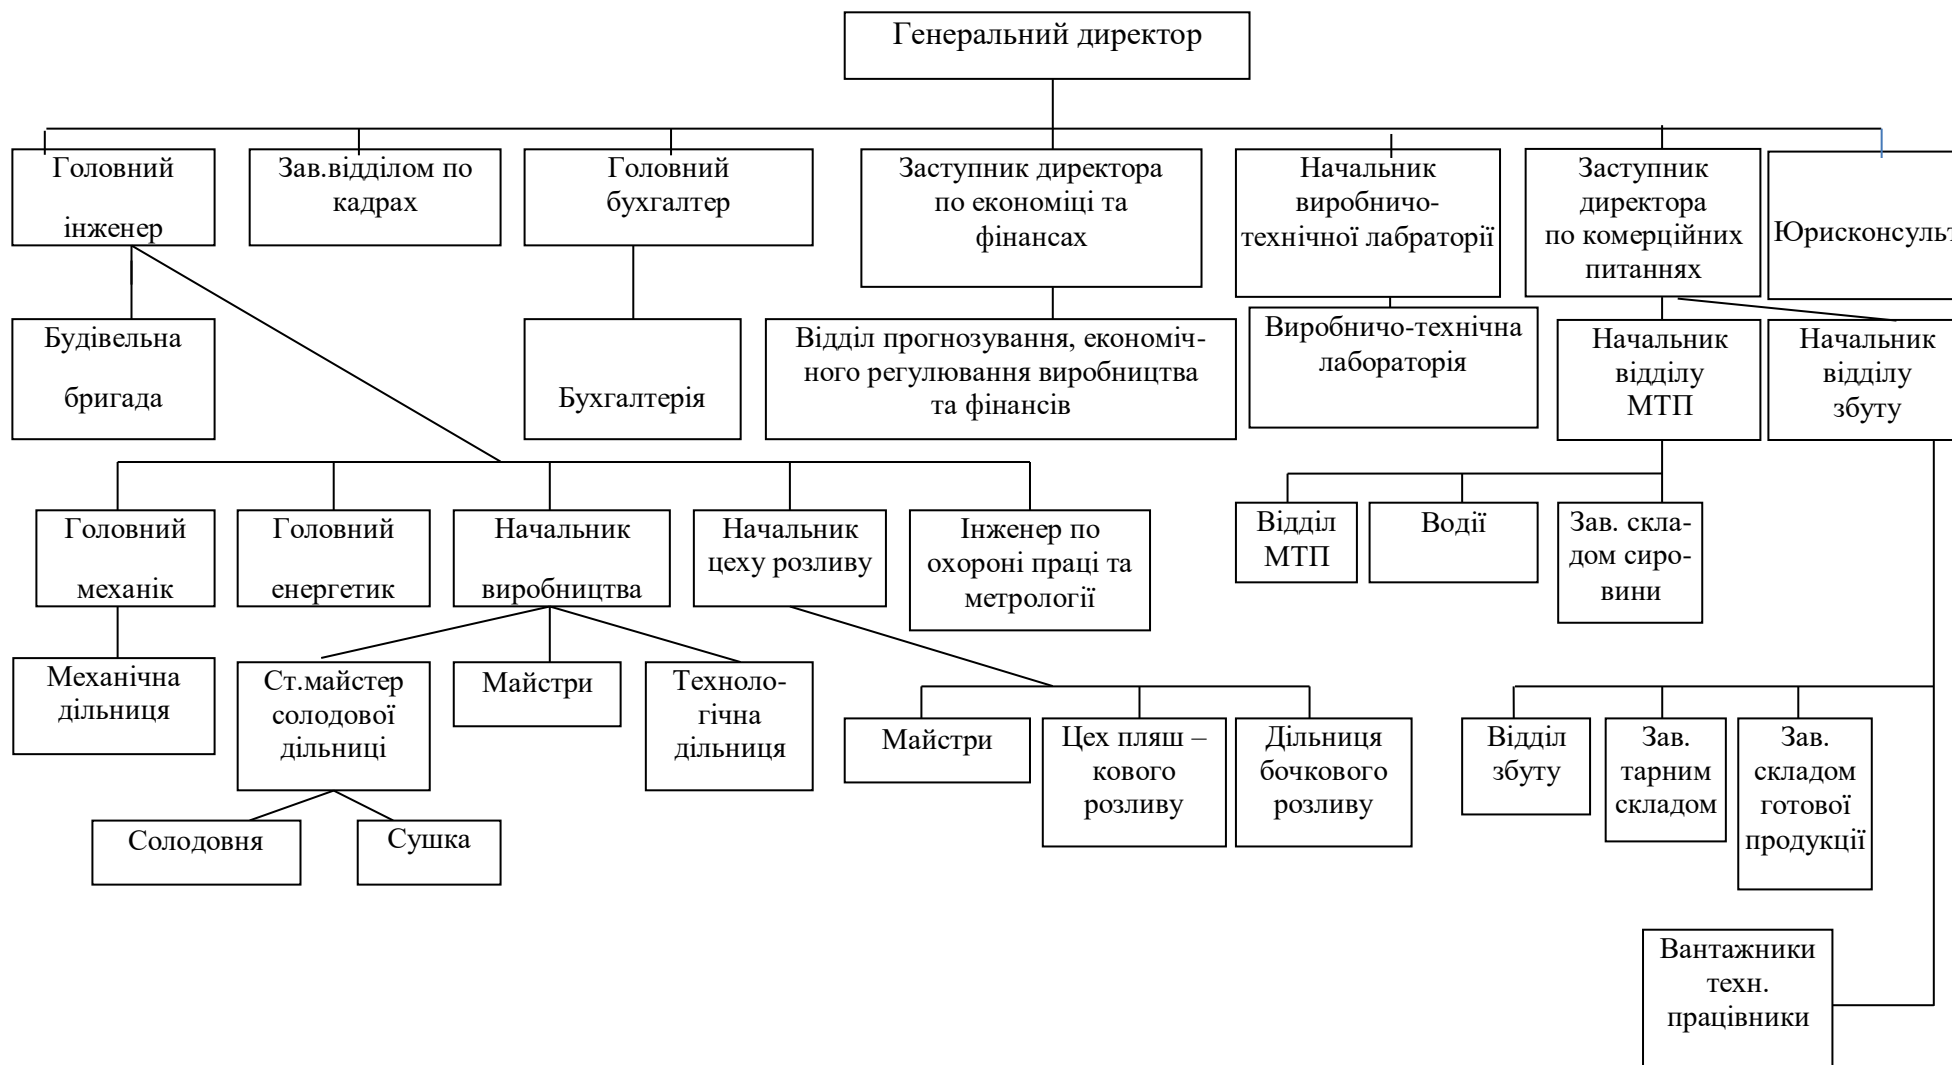 Генеральний директор
Головний
інженер
Зав.відділом по
кадрах
Головний
бухгалтер
Заступник директора
по економіці та
фінансах
Начальник
виробничо-
технічної лабраторії
Заступник
директора
по комерційних
питаннях
Юрисконсульт
Будівельна
бригада
Бухгалтерія
Відділ прогнозування, економіч-
ного регулювання виробництва
та фінансів
Виробничо-технічна
лабораторія
Начальник
відділу
МТП
Начальник
відділу
збуту
Головний
механік
Головний
енергетик
Начальник
виробництва
Начальник
цеху розливу
Інженер по
охороні праці та
метрології
Відділ
МТП
Водії
Зав. скла-
дом сиро-
вини
Механічна
дільниця
Ст.майстер
солодової
дільниці
Майстри
Техноло-
гічна
дільниця
Майстри
Цех пляш –
кового
розливу
Дільниця
бочкового
розливу
Відділ
збуту
Зав.
тарним
складом
Зав.
складом
готової
продукції
Солодовня
Сушка
Вантажники
техн.
працівники